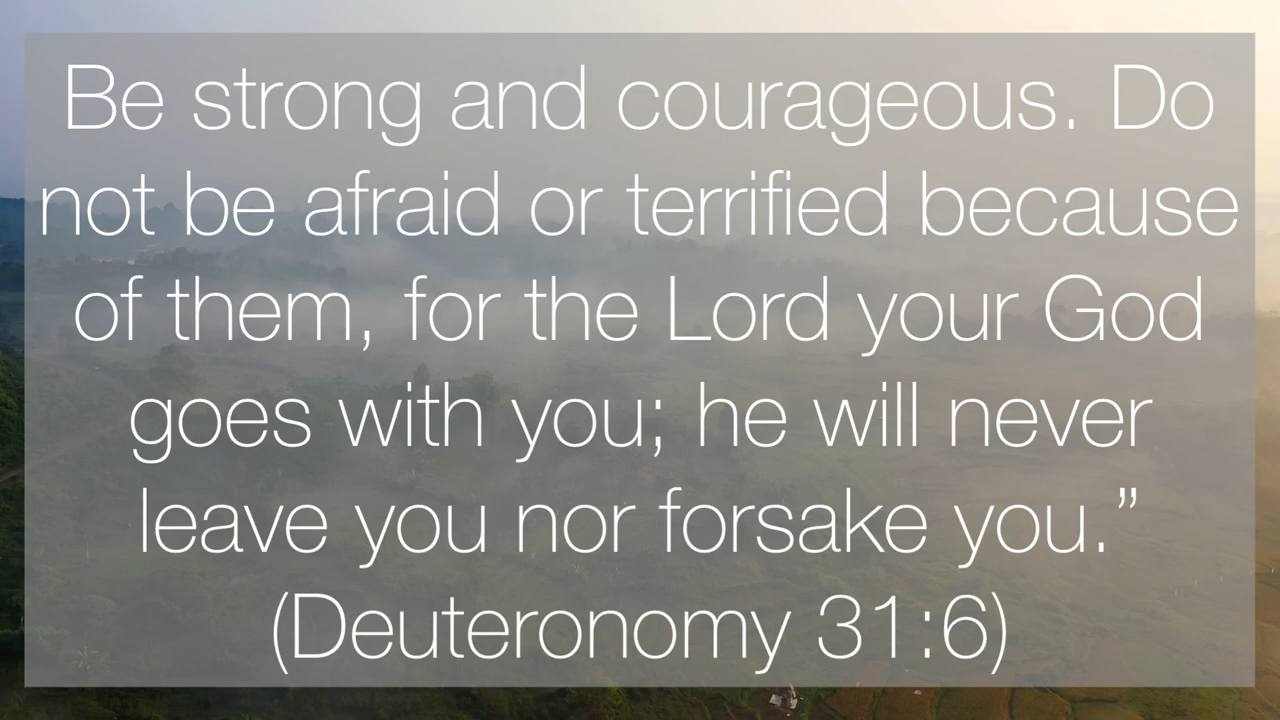 Be strong and courageous. Do
not be afraid or terrified because
of them, for the Lord your God
goes with you; he will never
leave you nor forsake you.”
(Deuteronomy 31:6)